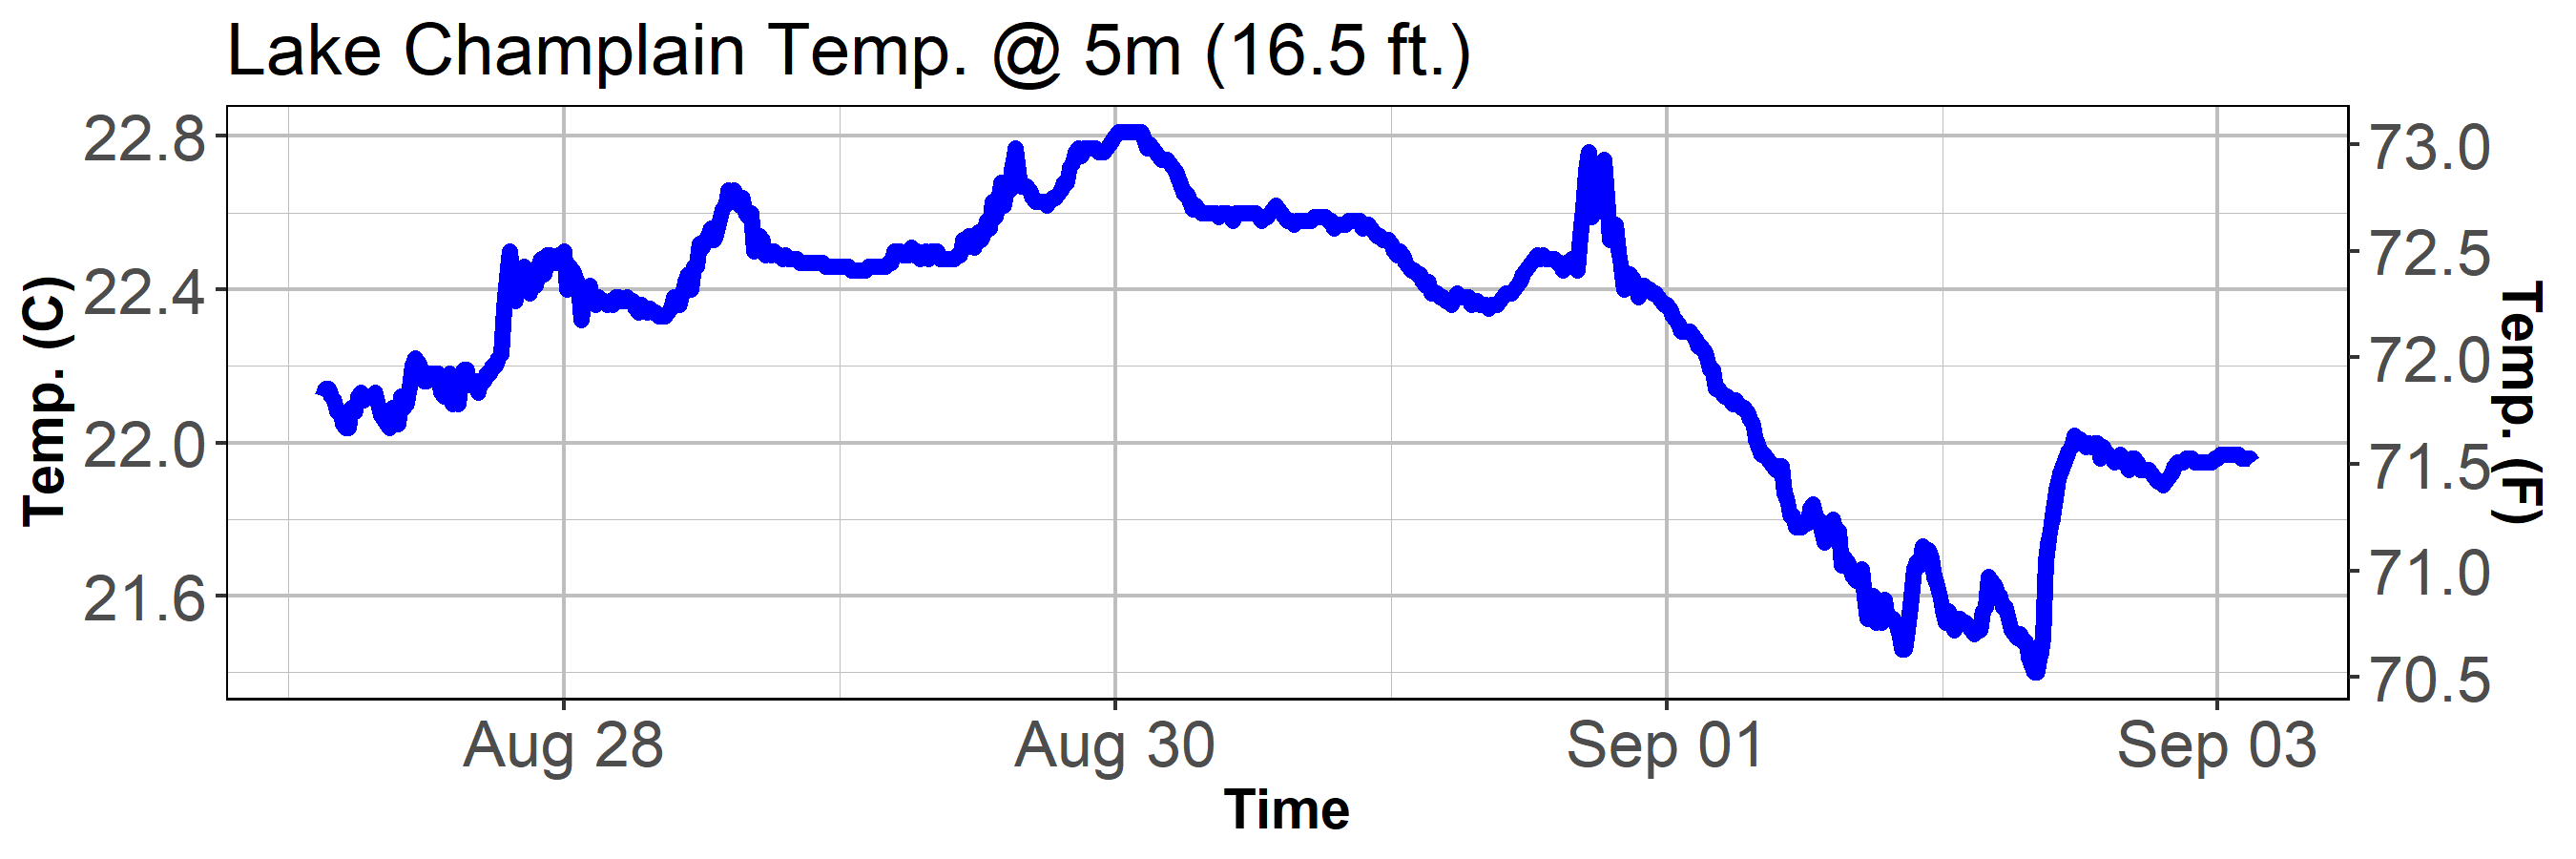 Lake Champlain Temp. @ 5m (16.5 ft.)
Temp. (C)
22.8
22.4
22.0
21.6
73.0
72.5
72.0
71.5
71.0
70.5
Temp. (F)
Aug 28
Aug 30
Sep 01
Sep 03
Time